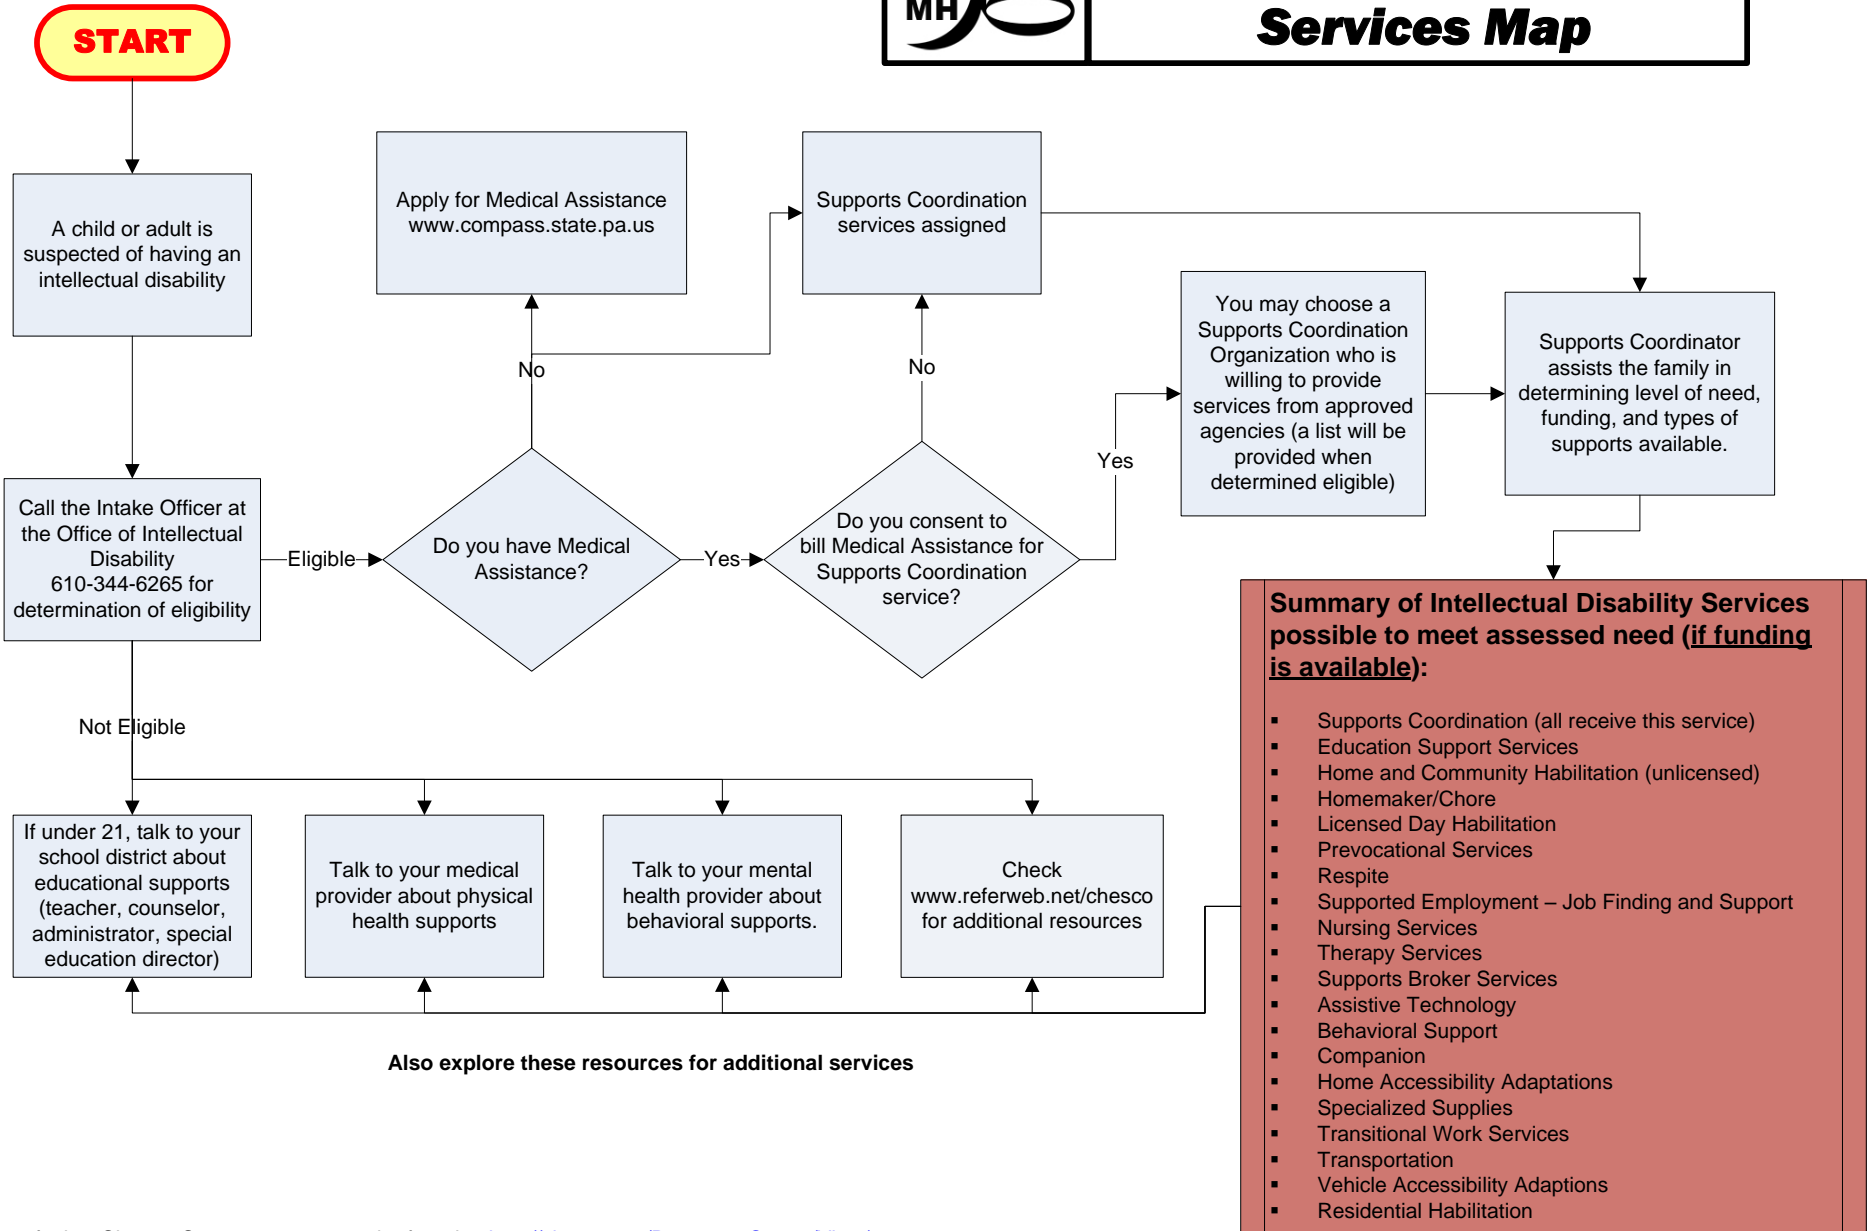 MH
Services Map
START
A child or adult is
suspected of having an
intellectual disability
Apply for Medical Assistance
www.compass.state.pa.us
Supports Coordination
services assigned
You may choose a
Supports Coordination
Organization who is
willing to provide
services from approved
agencies (a list will be
provided when
determined eligible)
Supports Coordinator
assists the family in
determining level of need,
funding, and types of
supports available.
No
No
Yes
Call the Intake Officer at
the Office of Intellectual
Disability
610-344-6265 for
determination of eligibility
Eligible
Do you have Medical
Assistance?
Yes
Do you consent to
bill Medical Assistance for
Supports Coordination
service?
Not Eligible
If under 21, talk to your
school district about
educational supports
(teacher, counselor,
administrator, special
education director)
Talk to your medical
provider about physical
health supports
Talk to your mental
health provider about
behavioral supports.
Check
www.referweb.net/chesco
for additional resources
Also explore these resources for additional services
Summary of Intellectual Disability Services
possible to meet assessed need (if funding
is available):
▪ Supports Coordination (all receive this service)
▪ Education Support Services
▪ Home and Community Habilitation (unlicensed)
▪ Homemaker/Chore
▪ Licensed Day Habilitation
▪ Prevocational Services
▪ Respite
▪ Supported Employment – Job Finding and Support
▪ Nursing Services
▪ Therapy Services
▪ Supports Broker Services
▪ Assistive Technology
▪ Behavioral Support
▪ Companion
▪ Home Accessibility Adaptations
▪ Specialized Supplies
▪ Transitional Work Services
▪ Transportation
▪ Vehicle Accessibility Adaptions
▪ Residential Habilitation